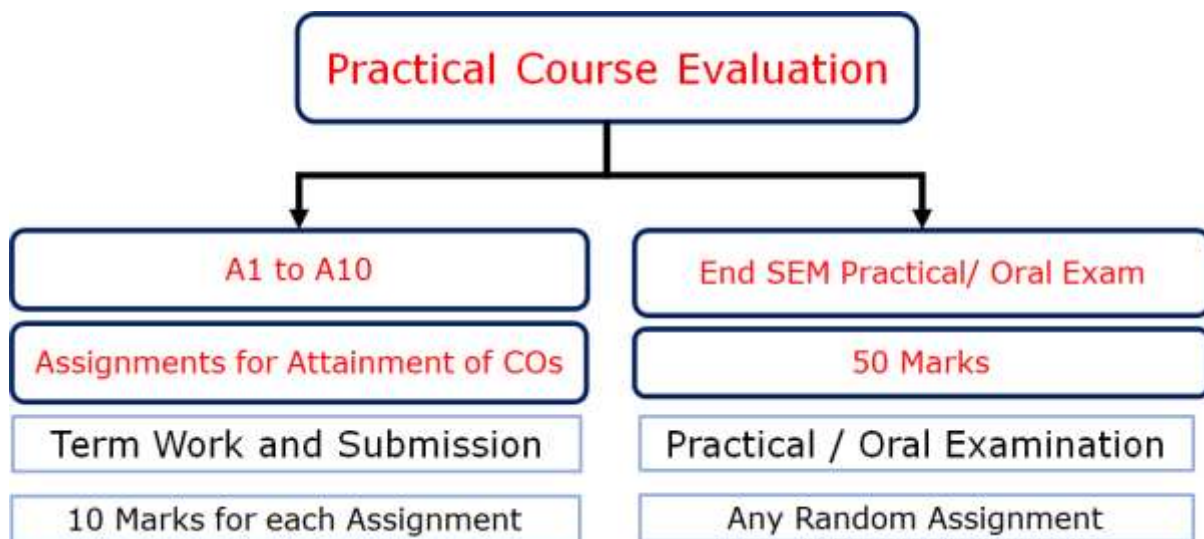 Practical Course Evaluation
A1 to A10
Assignments for Attainment of COs
Term Work and Submission
10 Marks for each Assignment
End SEM Practical/ Oral Exam
50 Marks
Practical / Oral Examination
Any Random Assignment